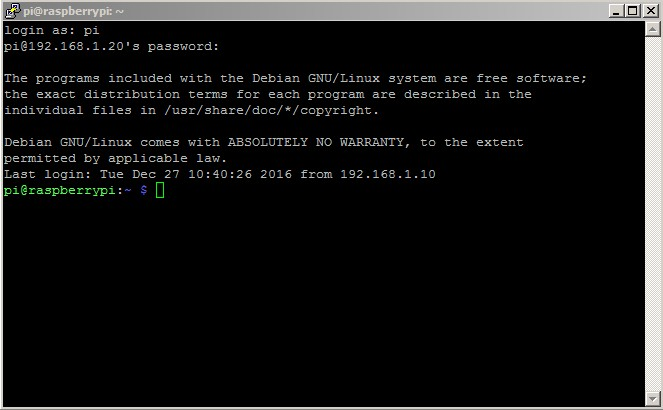 pi@raspberrypi: ~
login as: pi
pi@192.168.1.20's password:
The programs included with the Debian GNU/Linux system are free software;
the exact distribution terms for each program are described in the
individual files in /usr/share/doc/*/copyright.
Debian GNU/Linux comes with ABSOLUTELY NO WARRANTY, to the extent
permitted by applicable law.
Last login: Tue Dec 27 10:40:26 2016 from 192.168.1.10
pi@raspberrypi:~ $